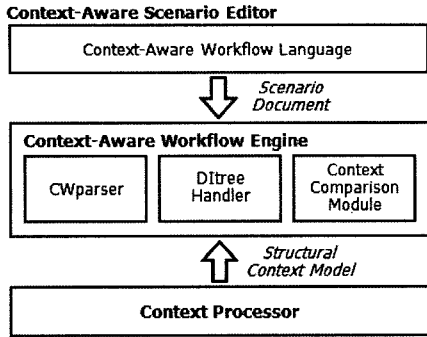 Context-Aware Scenario Editor
Context-Aware Workflow Language
Scenario
Document
Context-Aware Workflow Engine
CWparser
DItree
Handler
Context
Comparison
Module
Structural
Context Model
Context Processor